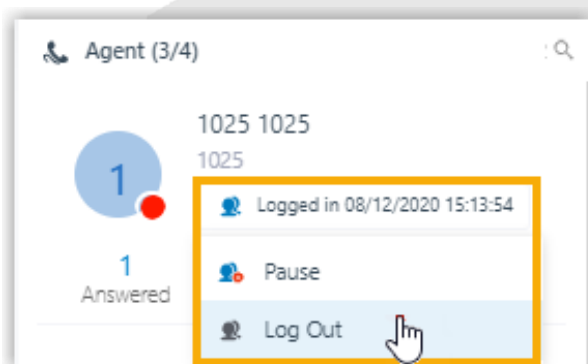 Agent (3/4)
1025 1025
1025
1
Logged in 08/12/2020 15:13:54
1
Answered
Pause
Log Out